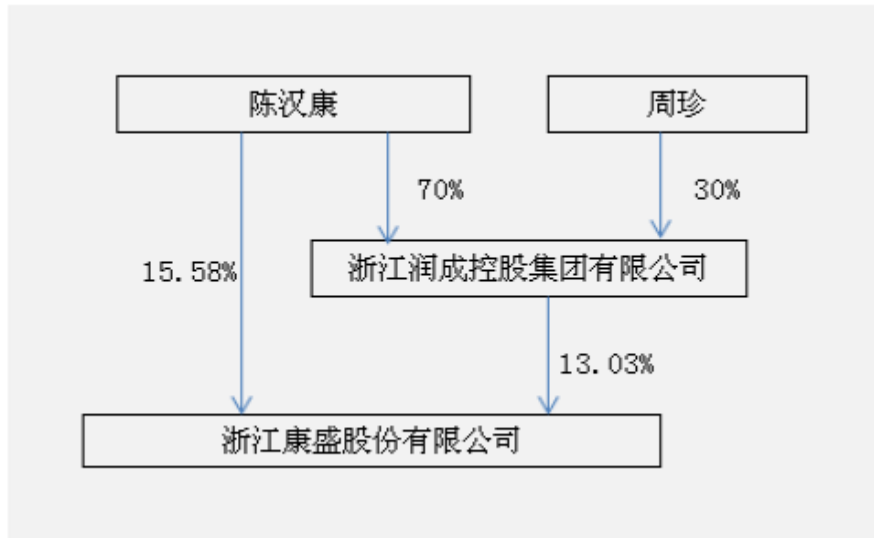 陈汉康
周珍
70%
30%
15.58%
浙江润成控股集团有限公司
13.03%
浙江康盛股份有限公司